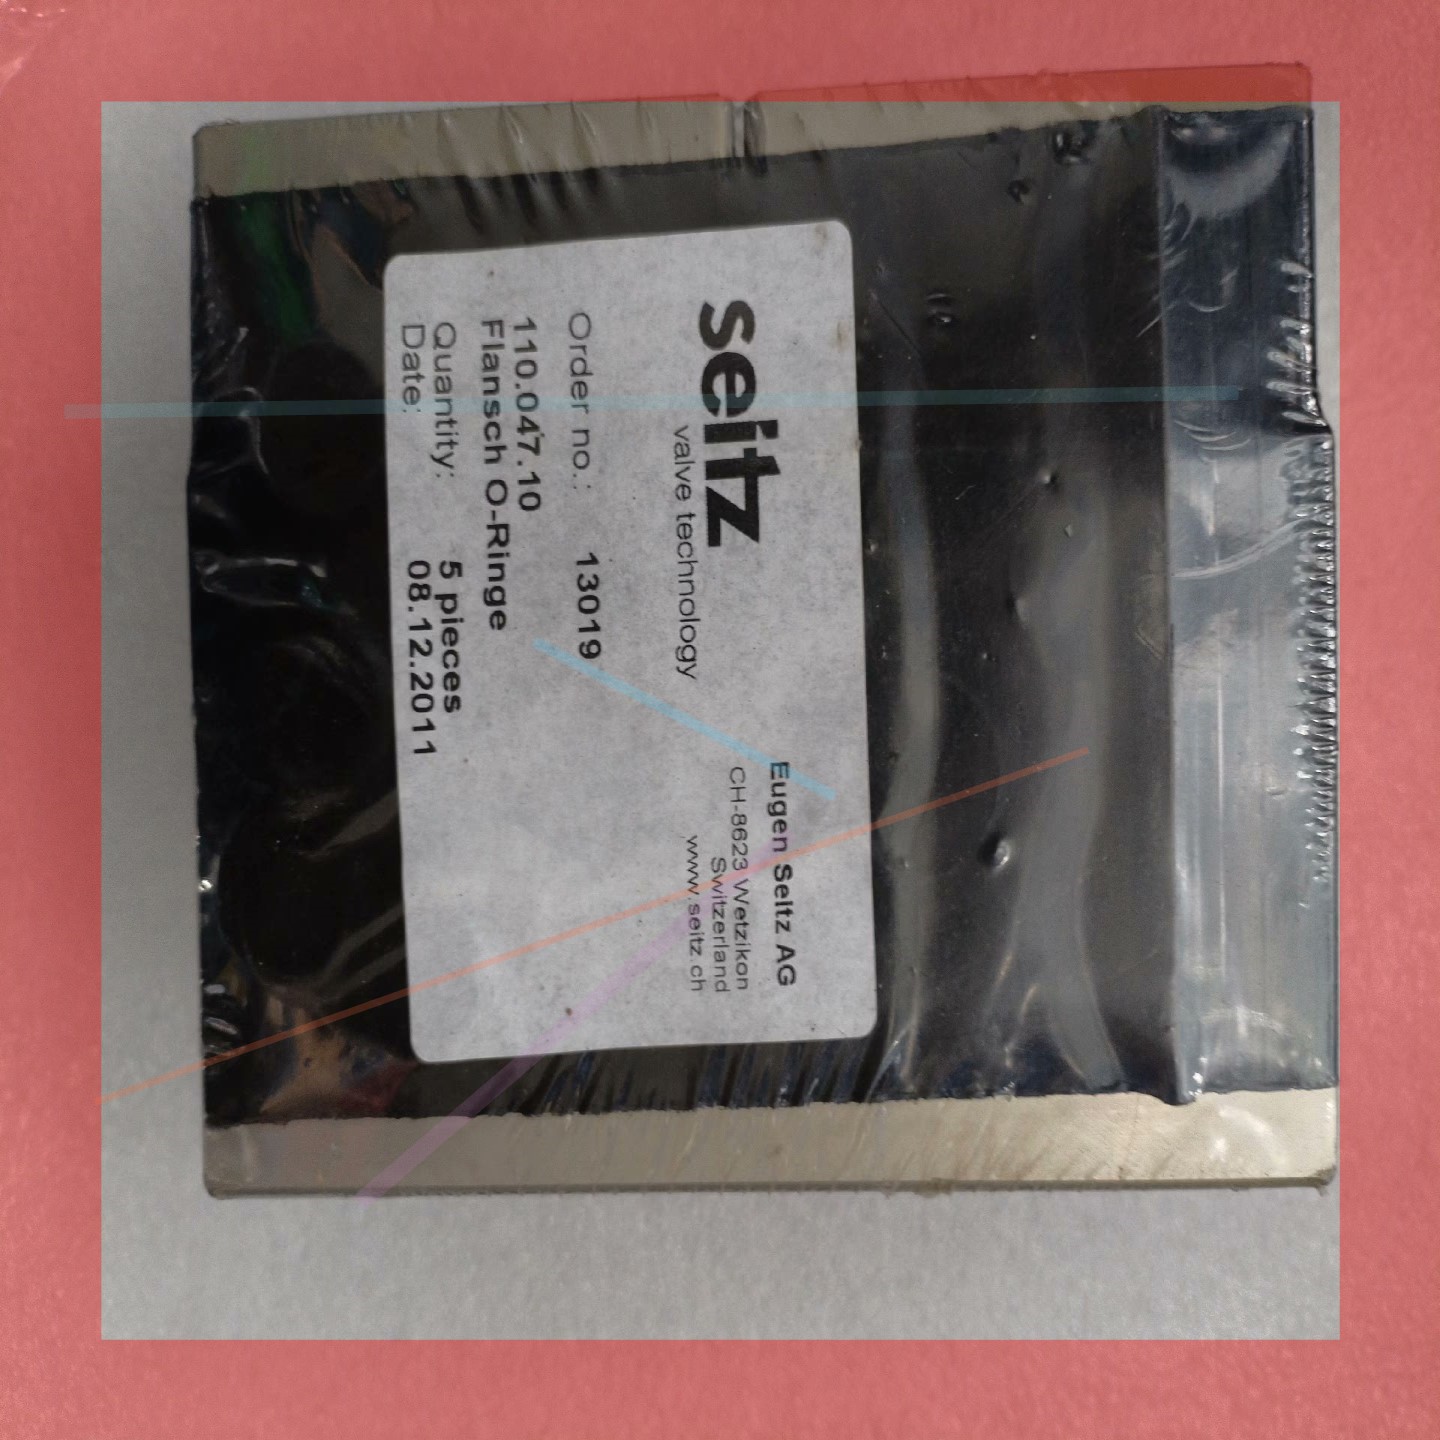 seitz
valve technology
Eugen Seitz AG
CH-8623 Wetzikon
Switzerland
www.seitz.ch
Order no.: 13019
110.047.10
Flansch O-Ringe
Quantity: 5 pieces
Date: 08.12.2011